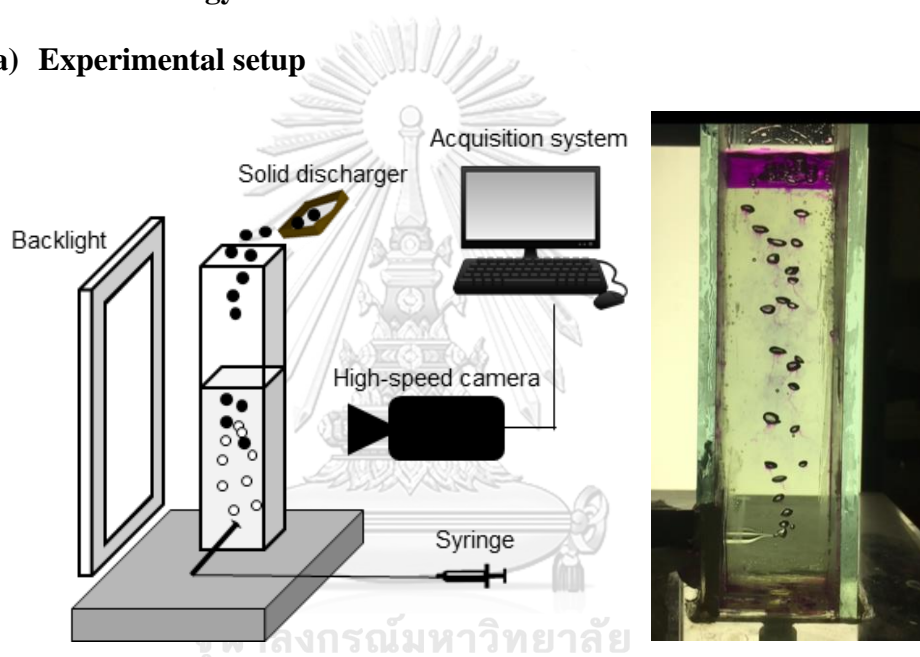 a) Experimental setup
Acquisition system
Solid discharger
Backlight
High-speed camera
Syringe
จุฬาลงกรณ์มหาวิทยาลัย